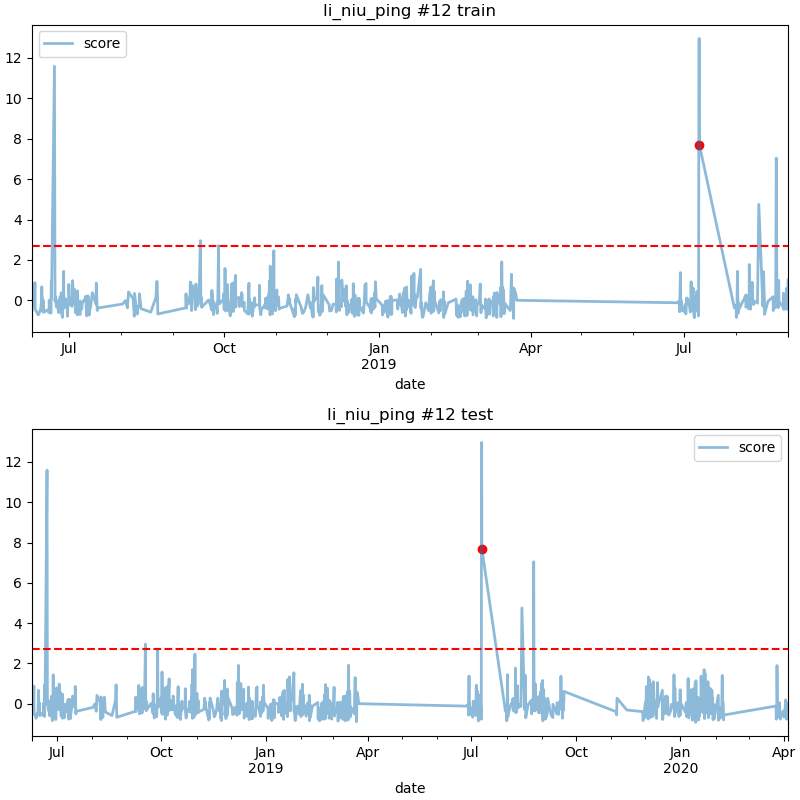 li_niu_ping #12 train
score
12
10
8
6
4
2
0
Jul Oct Jan Apr Jul
2019
date
li_niu_ping #12 test
score
12
10
8
6
4
2
0
Jul Oct Jan Apr Jul Oct Jan Apr
2019 2020
date